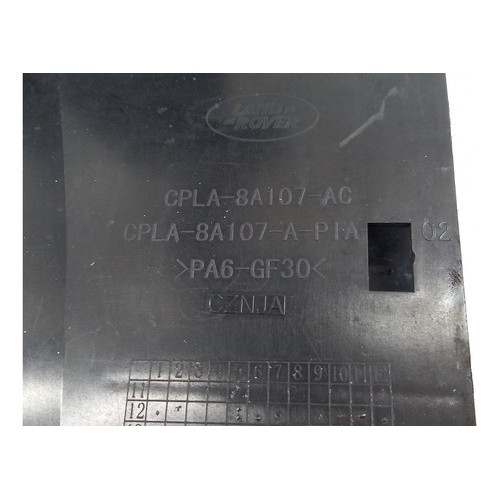 LAND
ROVER
CPLA-8A107-AC
CPLA-8A107-A-PIA 02
>PA6-GF30<
CZNJA
1 2 3 4 5 6 7 8 9 10 11
11
12